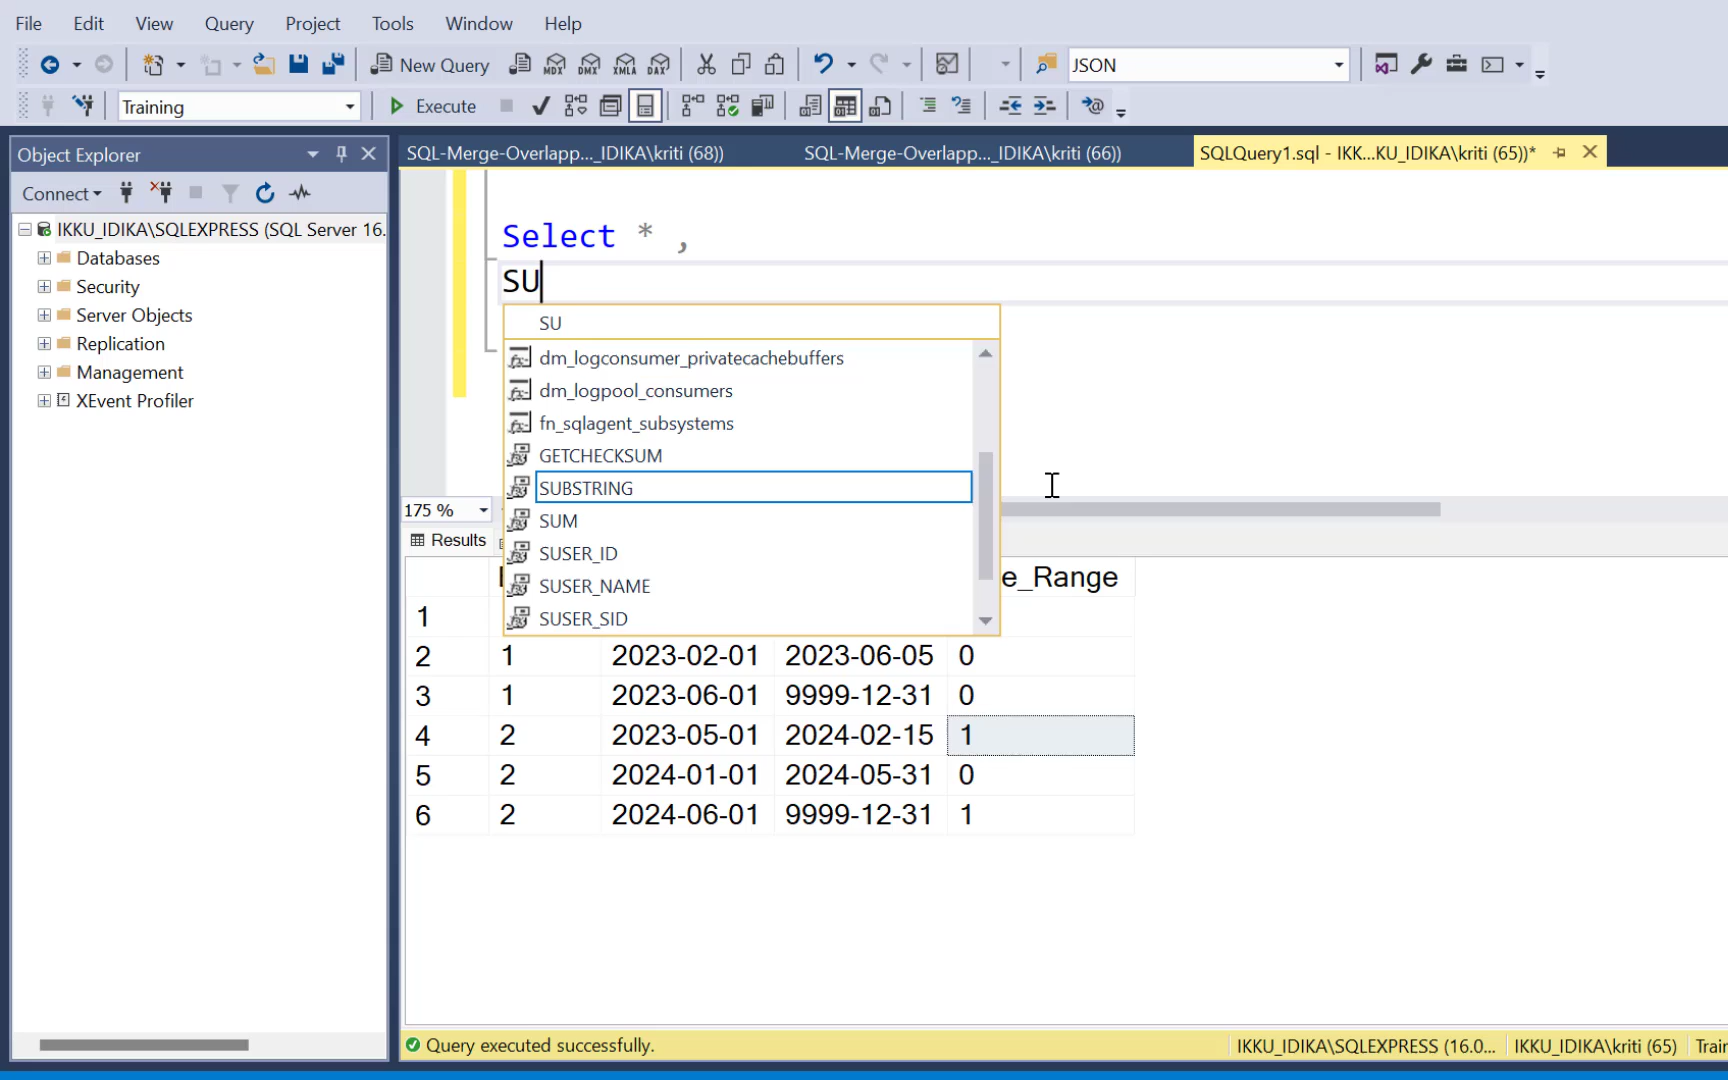 File Edit View Query Project Tools Window Help
New Query MDX DMX XMLA DAX JSON
Training Execute
Object Explorer
SQL-Merge-Overlapp..._IDIKA\kriti (68)) SQL-Merge-Overlapp..._IDIKA\kriti (66)) SQLQuery1.sql - IKK...KU_IDIKA\kriti (65))*
Connect
IKKU_IDIKA\SQLEXPRESS (SQL Server 16.
Databases
Security
Server Objects
Replication
Management
XEvent Profiler
Select * ,
SU
SU
dm_logconsumer_privatecachebuffers
dm_logpool_consumers
fn_sqlagent_subsystems
GETCHECKSUM
SUBSTRING
SUM
SUSER_ID
SUSER_NAME
SUSER_SID
175 %
Results
e_Range
1
2 1 2023-02-01 2023-06-05 0
3 1 2023-06-01 9999-12-31 0
4 2 2023-05-01 2024-02-15 1
5 2 2024-01-01 2024-05-31 0
6 2 2024-06-01 9999-12-31 1
Query executed successfully. IKKU_IDIKA\SQLEXPRESS (16.0... IKKU_IDIKA\kriti (65) Trai